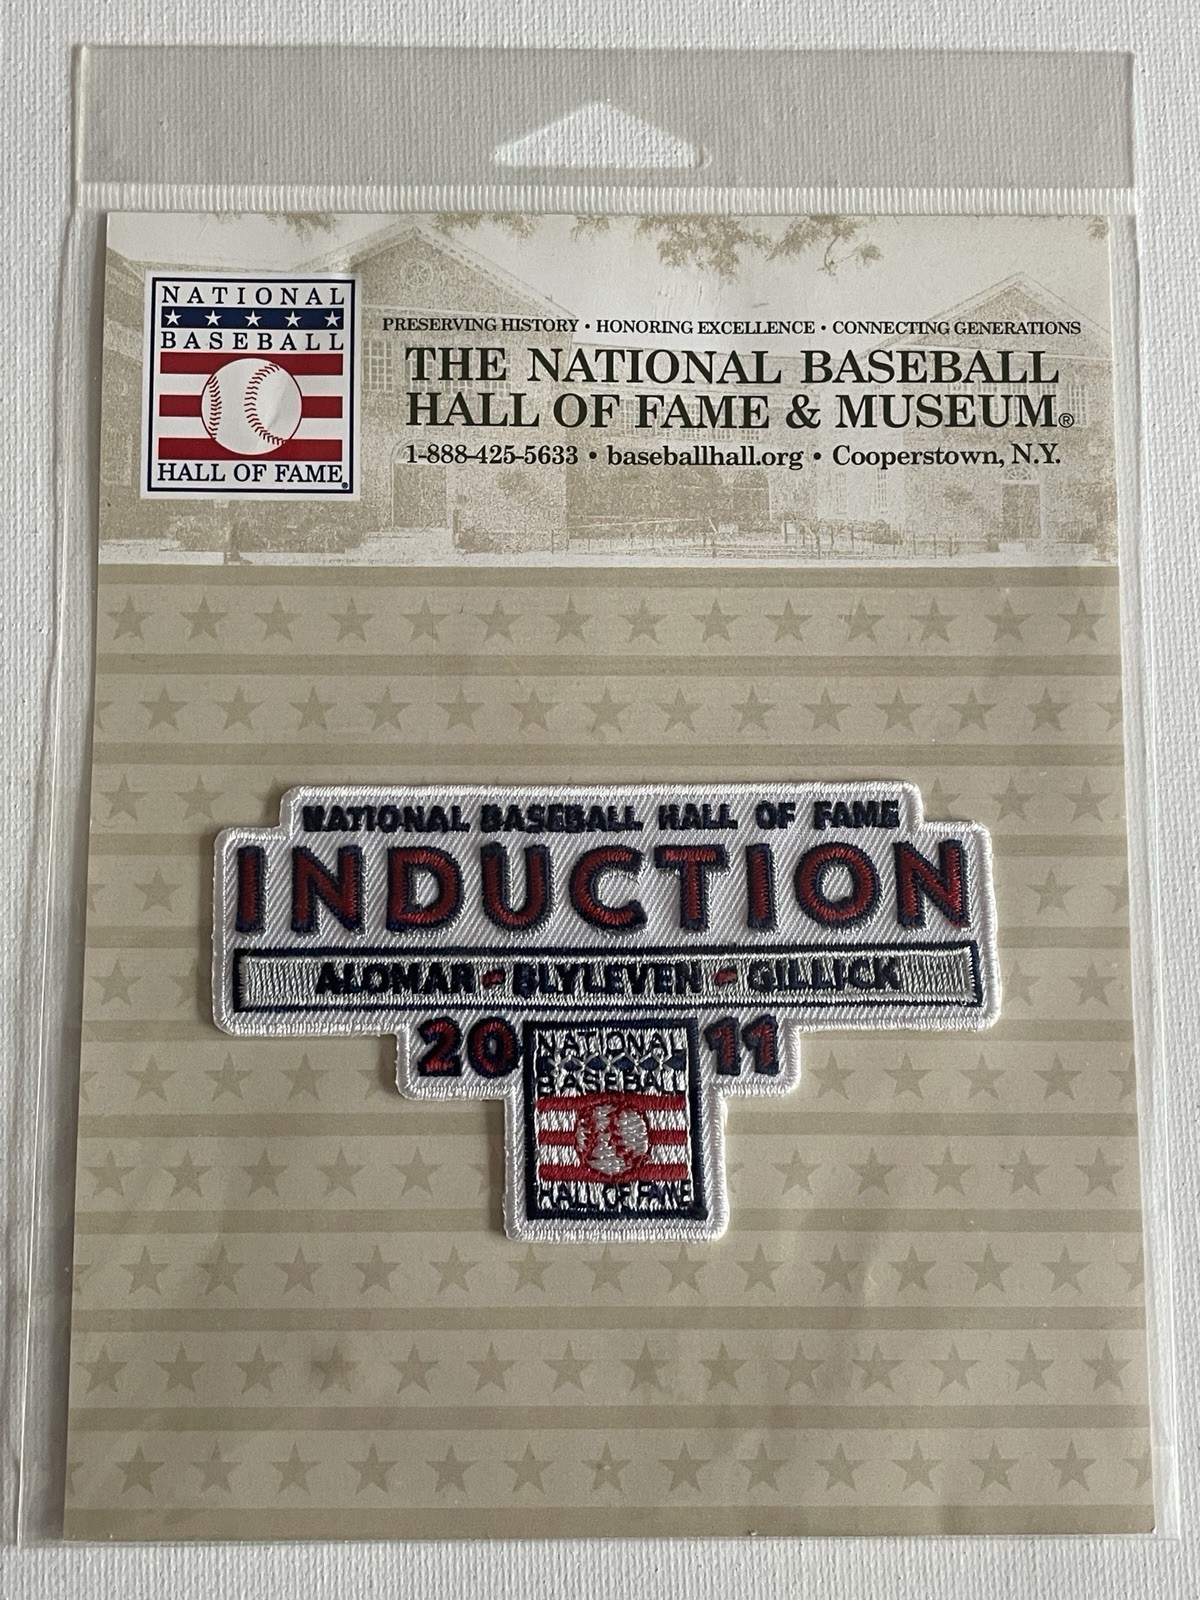 NATIONAL
BASEBALL
HALL OF FAME®
PRESERVING HISTORY • HONORING EXCELLENCE • CONNECTING GENERATIONS
THE NATIONAL BASEBALL
HALL OF FAME & MUSEUM®
1-888-425-5633 • baseballhall.org • Cooperstown, N.Y.
NATIONAL BASEBALL HALL OF FAME
INDUCTION
ALOMAR - BLYLEVEN - GILLICK
20 11
NATIONAL
BASEBALL
HALL OF FAME